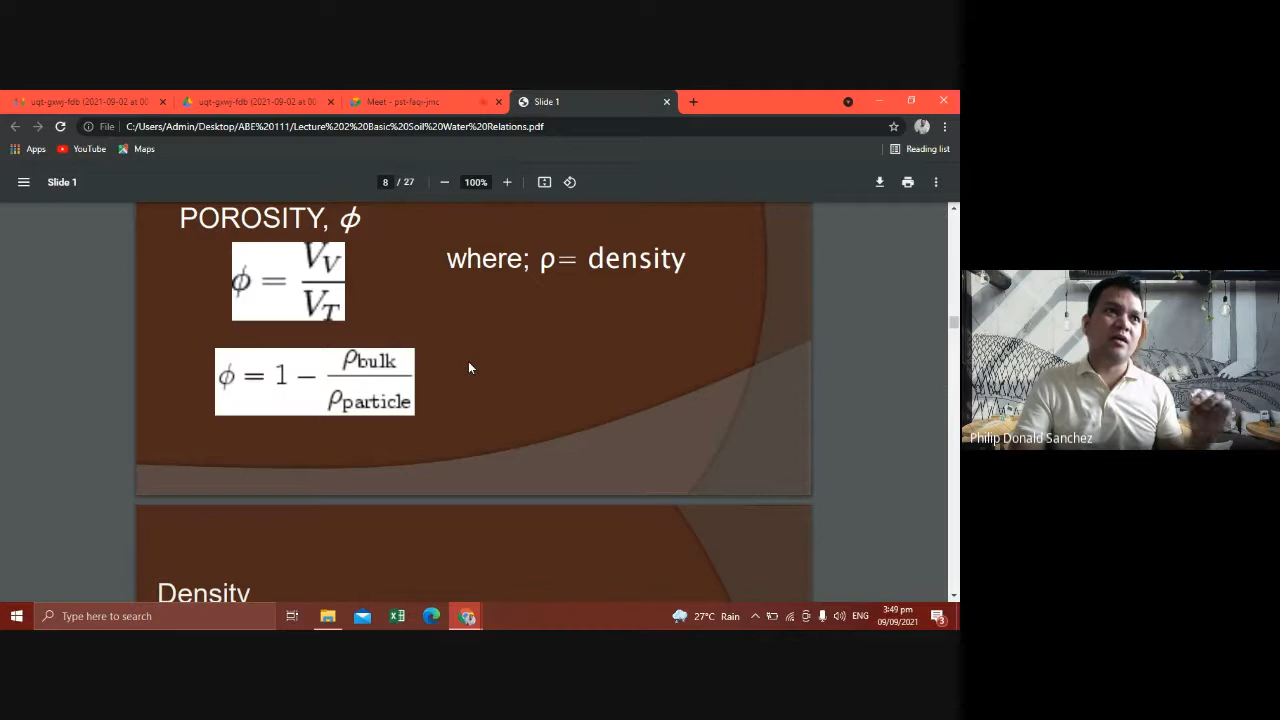 uqt-gxwj-fdb (2021-09-02 at 00
uqt-gxwj-fdb (2021-09-02 at 00
Meet - pst-faqi-jmc
Slide 1
File
C:/Users/Admin/Desktop/ABE%20111/Lecture%202%20Basic%20Soil%20Water%20Relations.pdf
Apps
YouTube
Maps
Reading list
Slide 1
8 / 27
100%
POROSITY, ϕ
ϕ = V_V / V_T
where; ρ= density
ϕ = 1 − ρ_bulk / ρ_particle
Density
Philip Donald Sanchez
Type here to search
27°C Rain
ENG
3:49 pm
09/09/2021
3